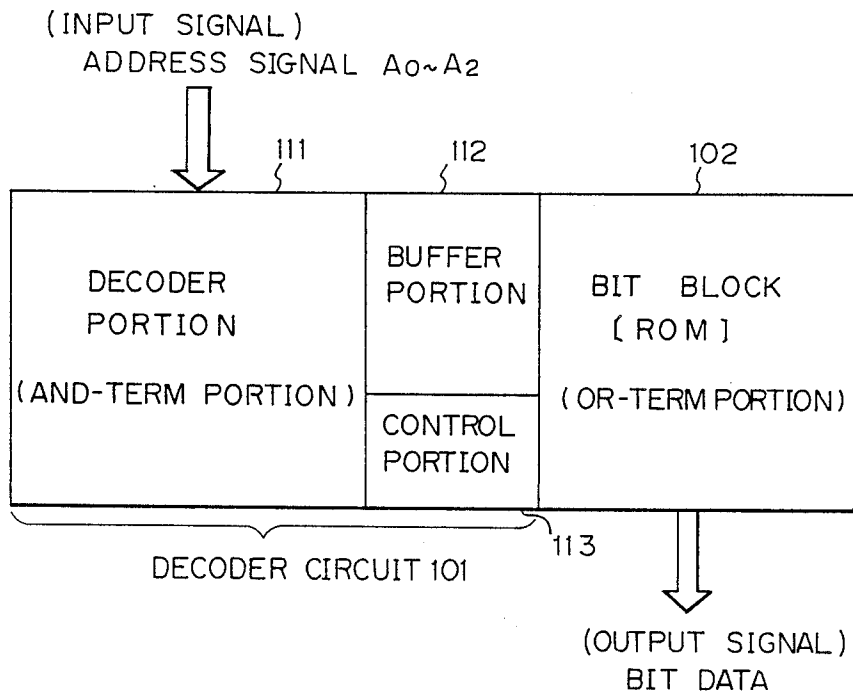 (INPUT SIGNAL)
ADDRESS SIGNAL A0~A2
111
112
102
DECODER
PORTION
(AND-TERM PORTION)
BUFFER
PORTION
CONTROL
PORTION
BIT BLOCK
[ROM]
(OR-TERM PORTION)
113
DECODER CIRCUIT 101
(OUTPUT SIGNAL)
BIT DATA